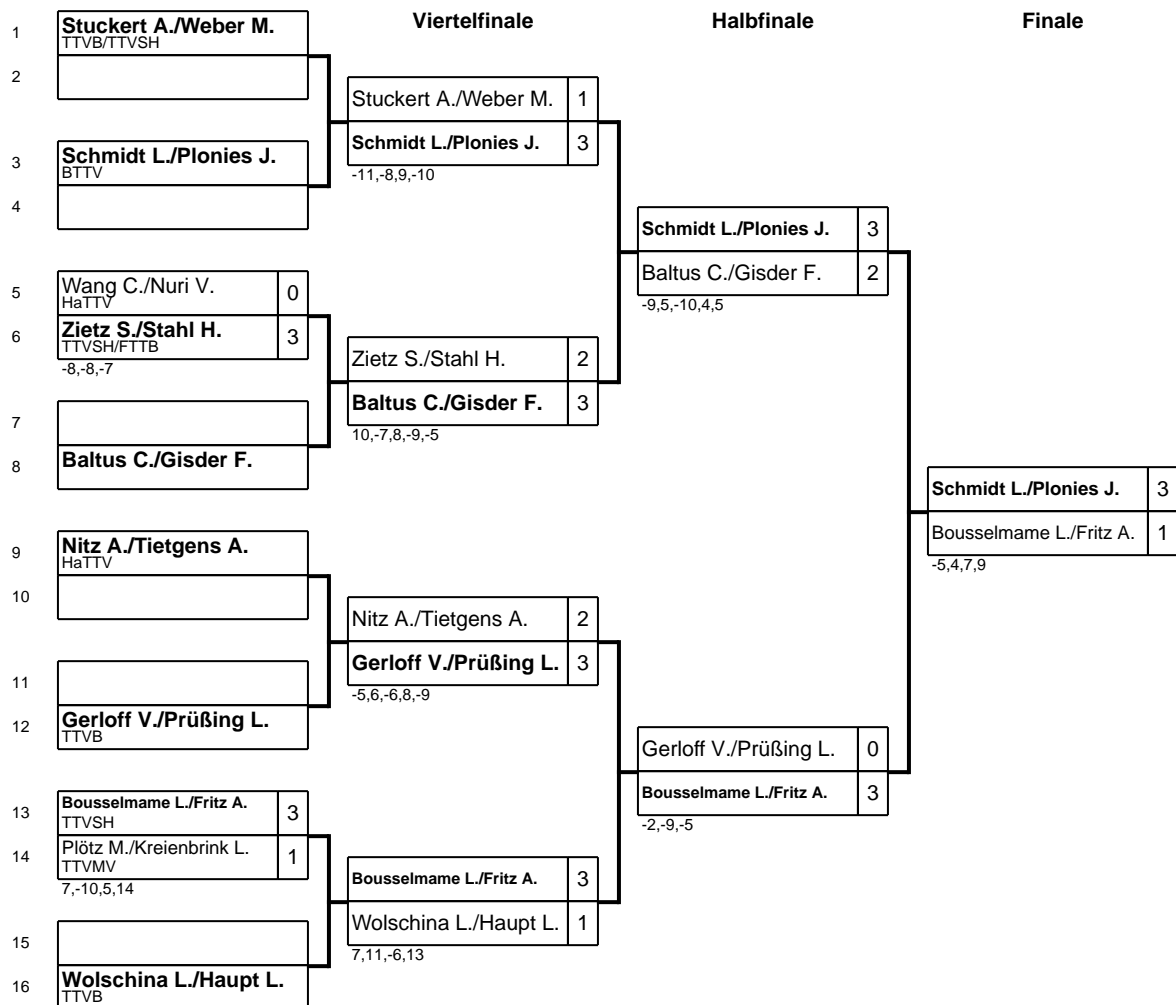 Viertelfinale Halbfinale Finale
1 Stuckert A./Weber M.
TTVB/TTVSH
2
3 Schmidt L./Plonies J.
BTTV
4
5 Wang C./Nuri V. 0
HaTTV
6 Zietz S./Stahl H. 3
TTVSH/FTTB
-8,-8,-7
7
8 Baltus C./Gisder F.
9 Nitz A./Tietgens A.
HaTTV
10
11
12 Gerloff V./Prüßing L.
TTVB
13 Bousselmame L./Fritz A. 3
TTVSH
14 Plötz M./Kreienbrink L. 1
TTVMV
7,-10,5,14
15
16 Wolschina L./Haupt L.
TTVB
Stuckert A./Weber M. 1
Schmidt L./Plonies J. 3
-11,-8,9,-10
Zietz S./Stahl H. 2
Baltus C./Gisder F. 3
10,-7,8,-9,-5
Nitz A./Tietgens A. 2
Gerloff V./Prüßing L. 3
-5,6,-6,8,-9
Bousselmame L./Fritz A. 3
Wolschina L./Haupt L. 1
7,11,-6,13
Schmidt L./Plonies J. 3
Baltus C./Gisder F. 2
-9,5,-10,4,5
Gerloff V./Prüßing L. 0
Bousselmame L./Fritz A. 3
-2,-9,-5
Schmidt L./Plonies J. 3
Bousselmame L./Fritz A. 1
-5,4,7,9